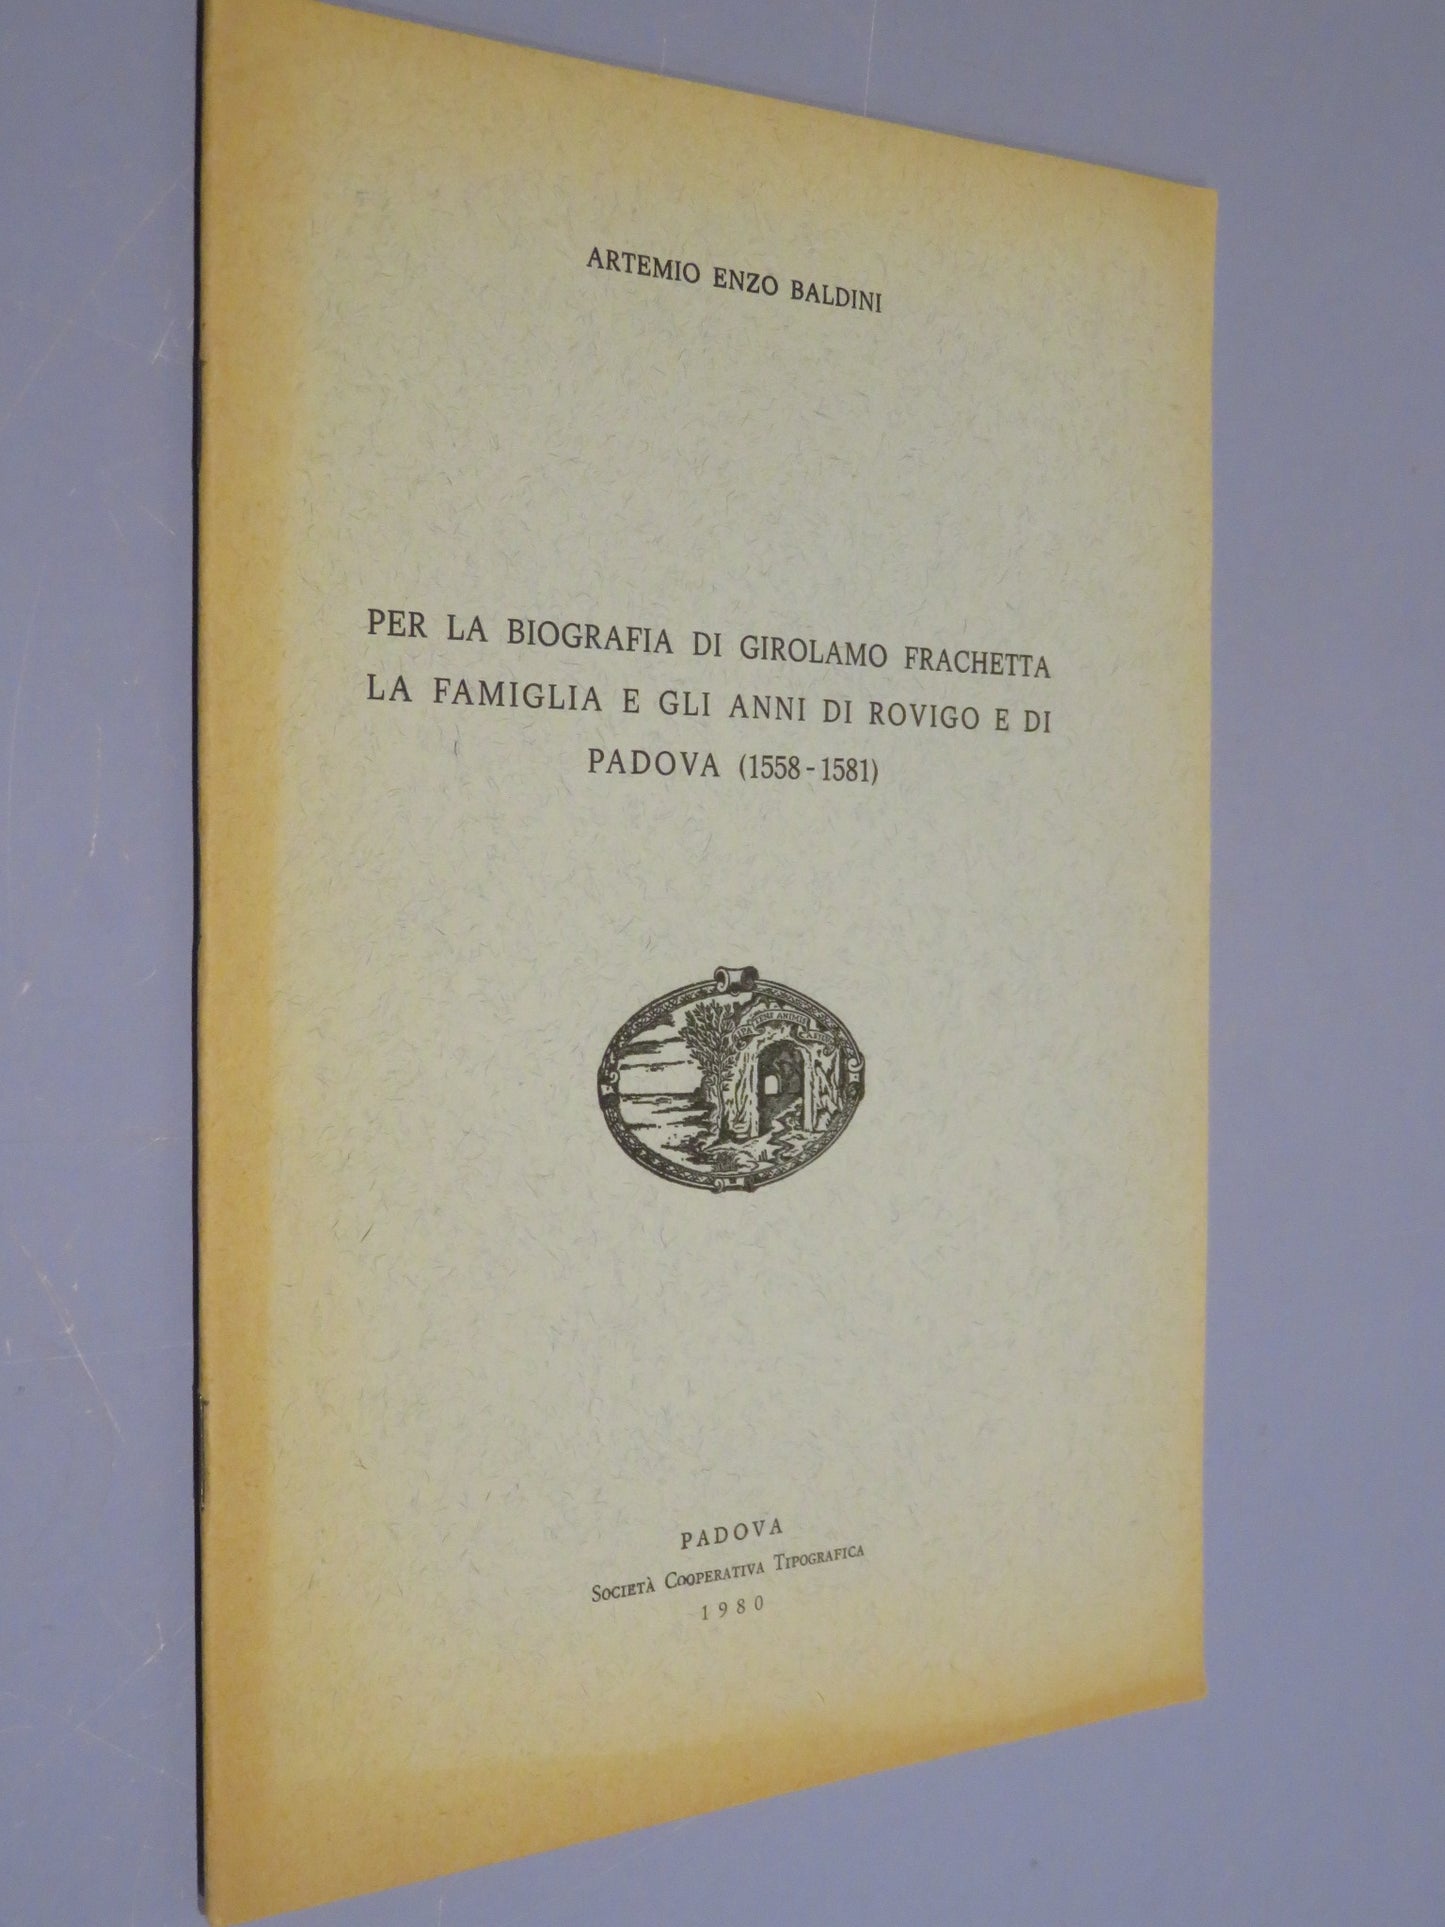 ARTEMIO ENZO BALDINI
PER LA BIOGRAFIA DI GIROLAMO FRACHETTA
LA FAMIGLIA E GLI ANNI DI ROVIGO E DI
PADOVA (1558-1581)
PADOVA
SOCIETÀ COOPERATIVA TIPOGRAFICA
1980